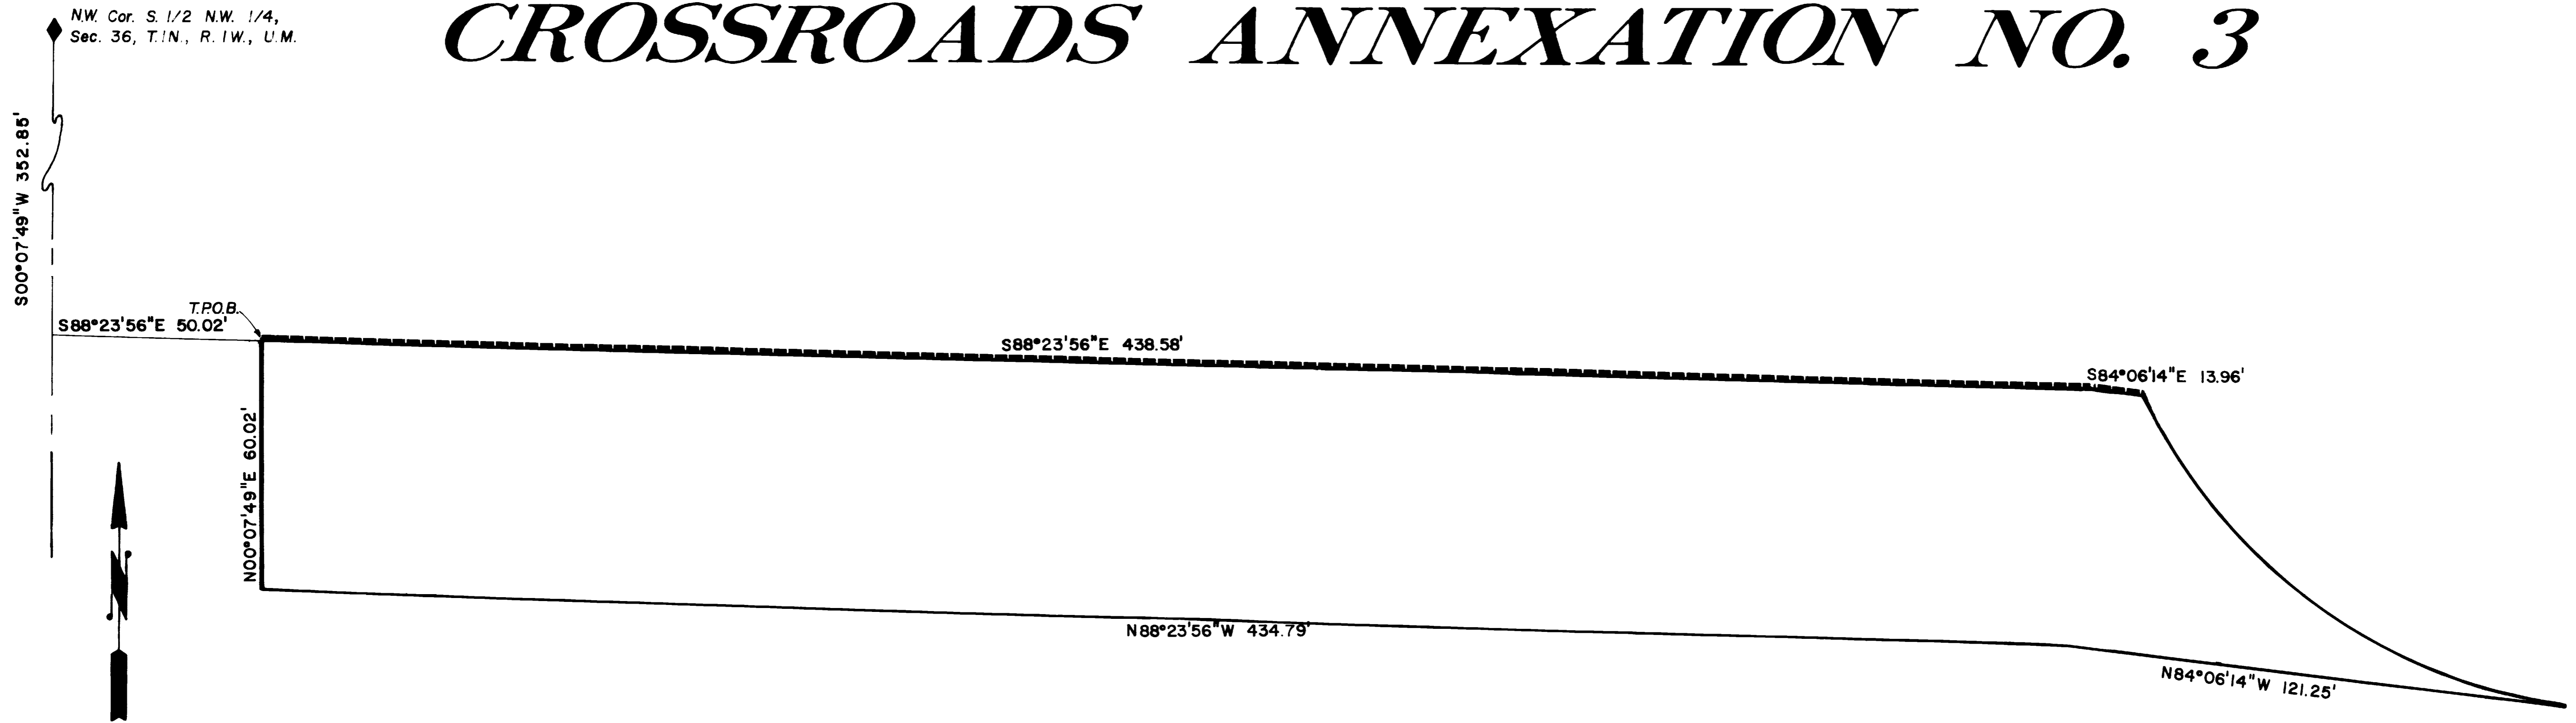 CROSSROADS ANNEXATION NO. 3
N.W. Cor. S. 1/2 N.W. 1/4,
Sec. 36, T.1N., R. 1W., U.M.
S00°07'49"W 352.85'
T.P.O.B.
S88°23'56"E 50.02'
S88°23'56"E 438.58'
S84°06'14"E 13.96'
N00°07'49"E 60.02'
N
N88°23'56"W 434.79'
N84°06'14"W 121.25'